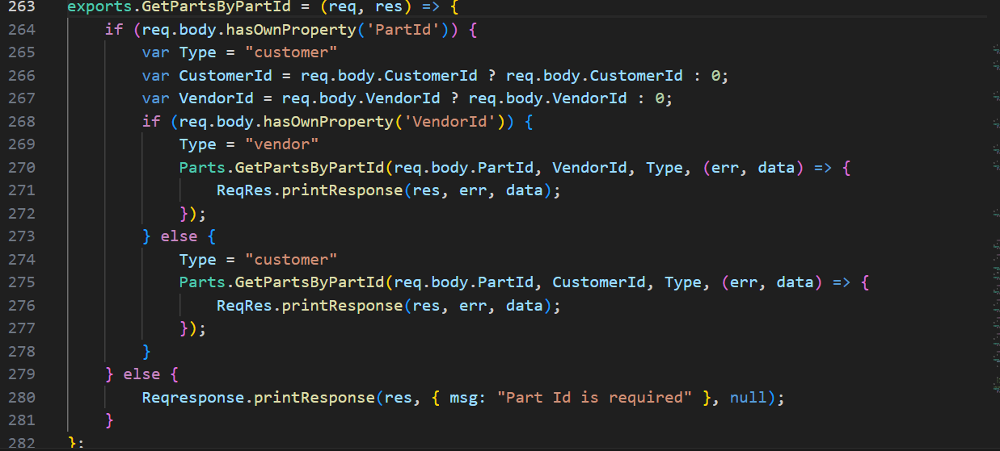 263 exports.GetPartsByPartId = (req, res) => {
264     if (req.body.hasOwnProperty('PartId')) {
265         var Type = "customer"
266         var CustomerId = req.body.CustomerId ? req.body.CustomerId : 0;
267         var VendorId = req.body.VendorId ? req.body.VendorId : 0;
268         if (req.body.hasOwnProperty('VendorId')) {
269             Type = "vendor"
270             Parts.GetPartsByPartId(req.body.PartId, VendorId, Type, (err, data) => {
271                 ReqRes.printResponse(res, err, data);
272             });
273         } else {
274             Type = "customer"
275             Parts.GetPartsByPartId(req.body.PartId, CustomerId, Type, (err, data) => {
276                 ReqRes.printResponse(res, err, data);
277             });
278         }
279     } else {
280         Reqresponse.printResponse(res, { msg: "Part Id is required" }, null);
281     }
282 };